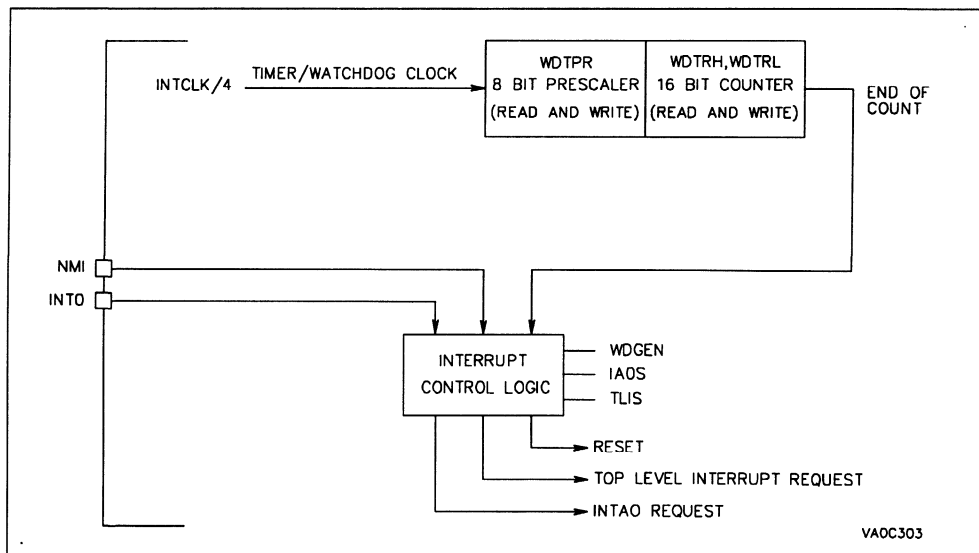 WDTPR
8 BIT PRESCALER
(READ AND WRITE)
WDTRH,WDTRL
16 BIT COUNTER
(READ AND WRITE)
INTCLK/4
TIMER/WATCHDOG CLOCK
END OF
COUNT
NMI
INT0
INTERRUPT
CONTROL LOGIC
WDGEN
IA0S
TLIS
RESET
TOP LEVEL INTERRUPT REQUEST
INTA0 REQUEST
VA0C303